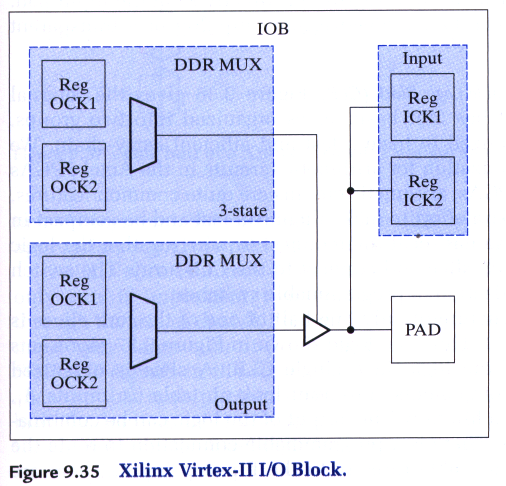 IOB
DDR MUX
Reg
OCK1
Reg
OCK2
3-state
Input
Reg
ICK1
Reg
ICK2
DDR MUX
Reg
OCK1
Reg
OCK2
Output
PAD
Figure 9.35 Xilinx Virtex-II I/O Block.